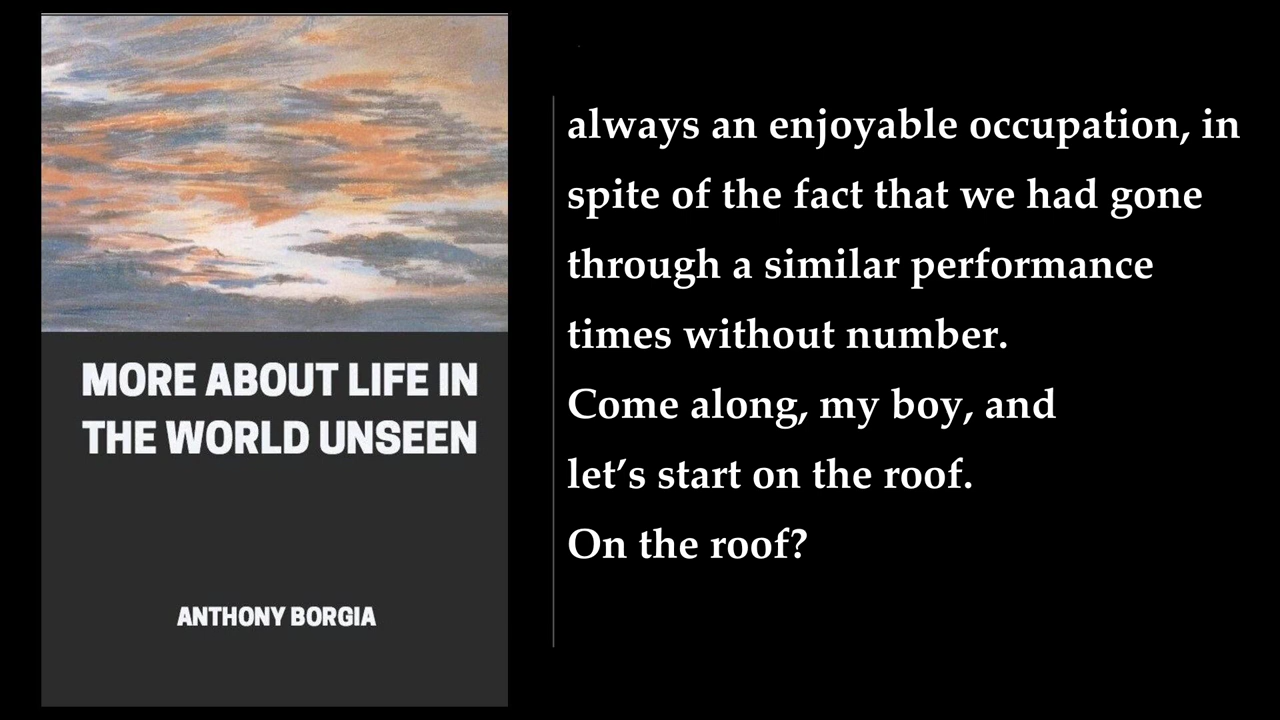 MORE ABOUT LIFE IN
THE WORLD UNSEEN
ANTHONY BORGIA
always an enjoyable occupation, in
spite of the fact that we had gone
through a similar performance
times without number.
Come along, my boy, and
let’s start on the roof.
On the roof?